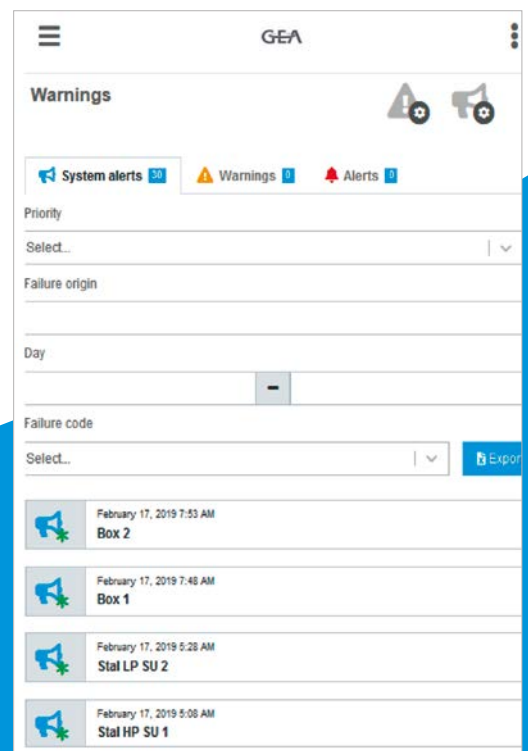 GEA
Warnings
System alerts 30 Warnings 0 Alerts 0
Priority
Select...
Failure origin
Day
Failure code
Select... Expor
February 17, 2019 7:53 AM
Box 2
February 17, 2019 7:48 AM
Box 1
February 17, 2019 5:28 AM
Stal LP SU 2
February 17, 2019 5:08 AM
Stal HP SU 1